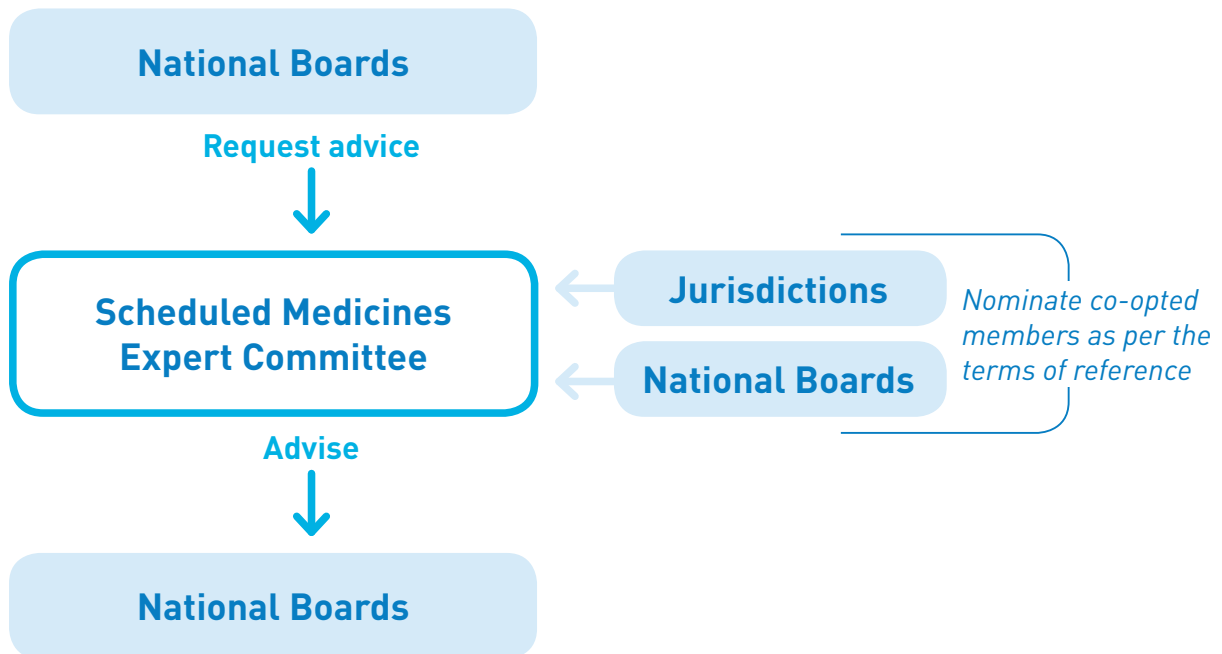 National Boards
Request advice
Scheduled Medicines
Expert Committee
Jurisdictions
National Boards
Nominate co-opted
members as per the
terms of reference
Advise
National Boards